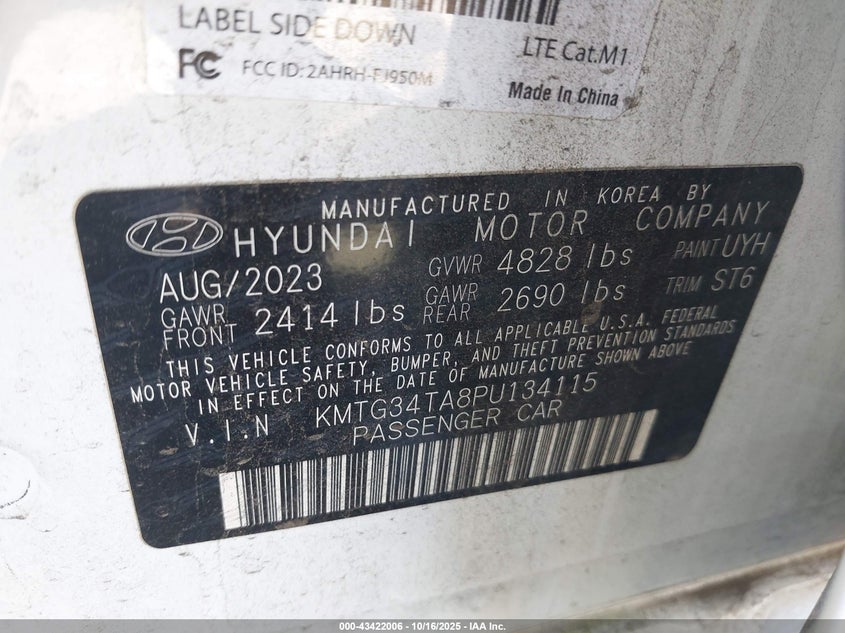 LABEL SIDE DOWN
FC FCC ID: 2AHRH-FJ950M
LTE Cat.M1
Made In China
MANUFACTURED IN KOREA BY
HYUNDAI MOTOR COMPANY
AUG/2023 GVWR 4828 lbs PAINT UYH
GAWR FRONT 2414 lbs GAWR REAR 2690 lbs TRIM ST6
THIS VEHICLE CONFORMS TO ALL APPLICABLE U.S.A. FEDERAL
MOTOR VEHICLE SAFETY, BUMPER, AND THEFT PREVENTION STANDARDS
IN EFFECT ON THE DATE OF MANUFACTURE SHOWN ABOVE
V.I.N KMTG34TA8PU134115
PASSENGER CAR
000-43422006 - 10/16/2025 - IAA Inc.